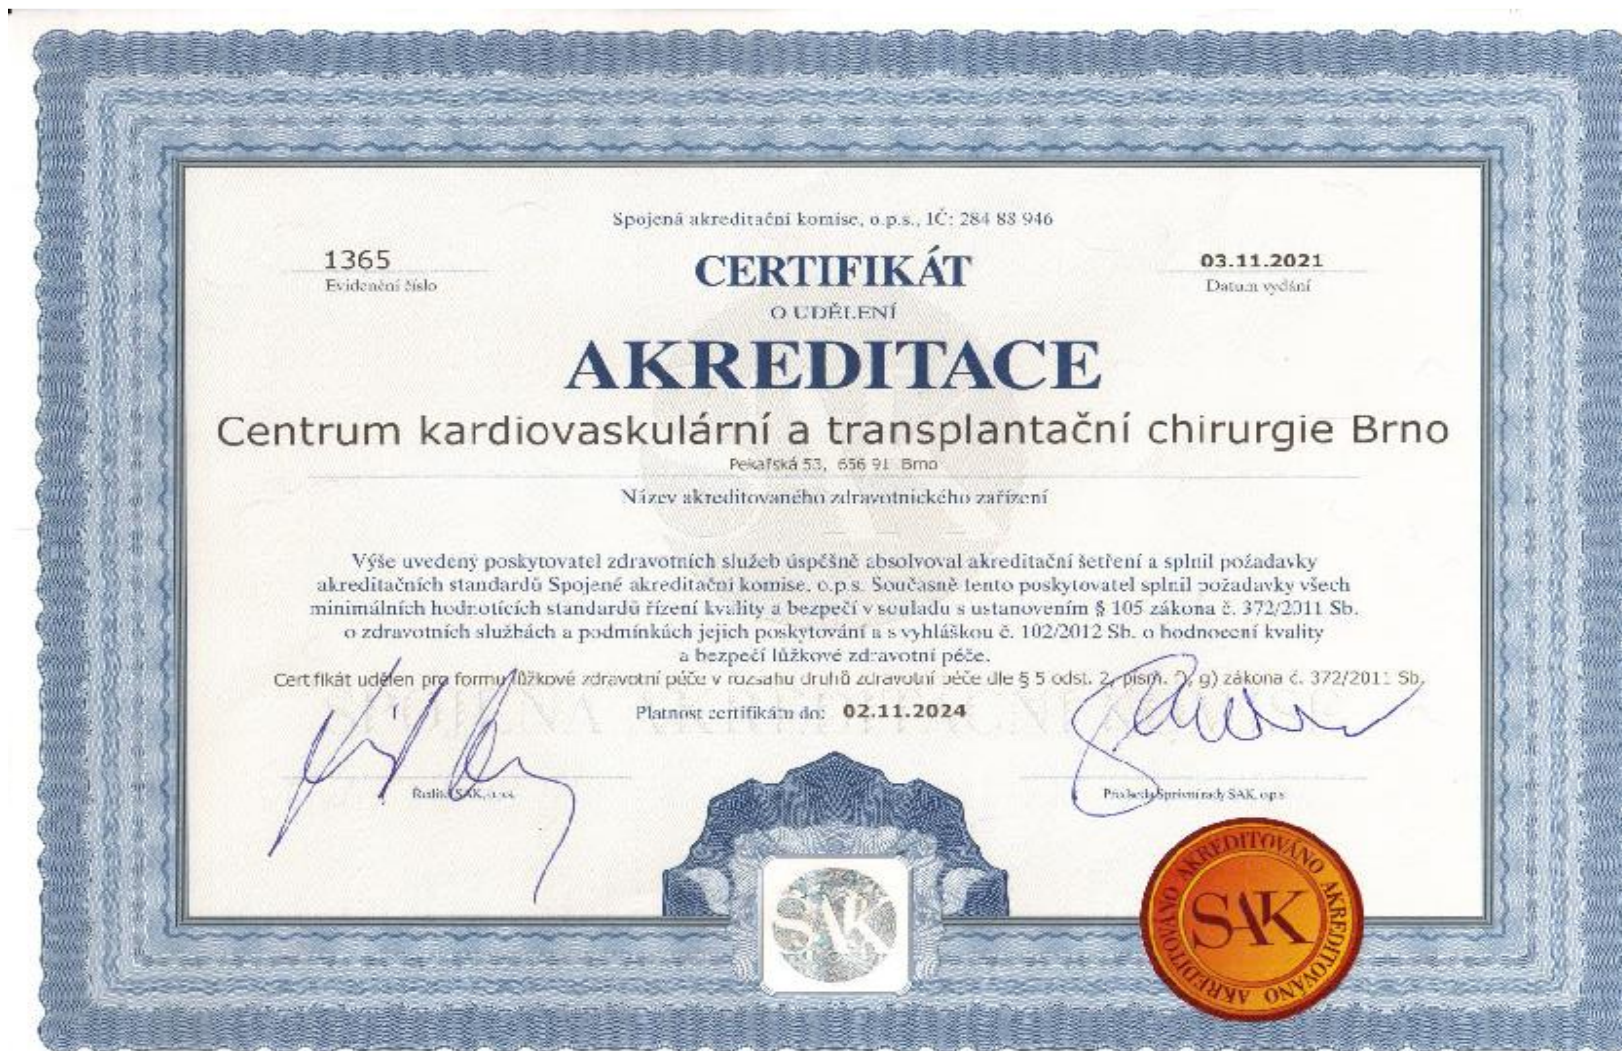 Spojená akreditační komise, o.p.s., IČ: 284 88 946
1365
Evidenční číslo
CERTIFIKÁT
03.11.2021
Datum vydání
O UDĚLENÍ
AKREDITACE
Centrum kardiovaskulární a transplantační chirurgie Brno
Pekařská 53, 656 91 Brno
Název akreditovaného zdravotnického zařízení
Výše uvedený poskytovatel zdravotních služeb úspěšně absolvoval akreditační šetření a splnil požadavky
akreditačních standardů Spojené akreditační komise, o.p.s. Současně tento poskytovatel splnil požadavky všech
minimálních hodnotících standardů řízení kvality a bezpečí v souladu s ustanovením § 105 zákona č. 372/2011 Sb.
o zdravotních službách a podmínkách jejich poskytování a s vyhláškou č. 102/2012 Sb. o hodnocení kvality
a bezpečí lůžkové zdravotní péče.
Certifikát udělen pro formu lůžkové zdravotní péče v rozsahu druhů zdravotní péče dle § 5 odst. 2, písm. g) zákona č. 372/2011 Sb.
Platnost certifikátu do: 02.11.2024
Ředitel SAK, o.p.s.
Předseda Správní rady SAK, o.p.s.
SAK
AKREDITOVÁNO AKREDITOVÁNO AKREDITOVÁNO
SAK